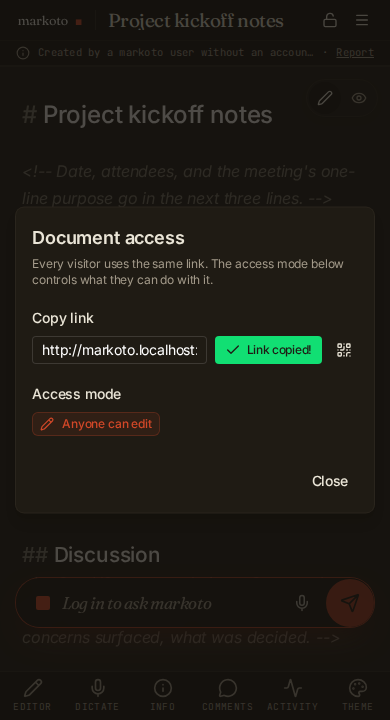 markoto
Project kickoff notes
Created by a markoto user without an accoun… · Report
# Project kickoff notes
<!-- Date, attendees, and the meeting's one-
line purpose go in the next three lines. -->
Document access
Every visitor uses the same link. The access mode below
controls what they can do with it.
Copy link
http://markoto.localhost:
Link copied!
Access mode
Anyone can edit
Close
## Discussion
Log in to ask markoto
concerns surfaced, what was decided. -->
EDITOR DICTATE INFO COMMENTS ACTIVITY THEME